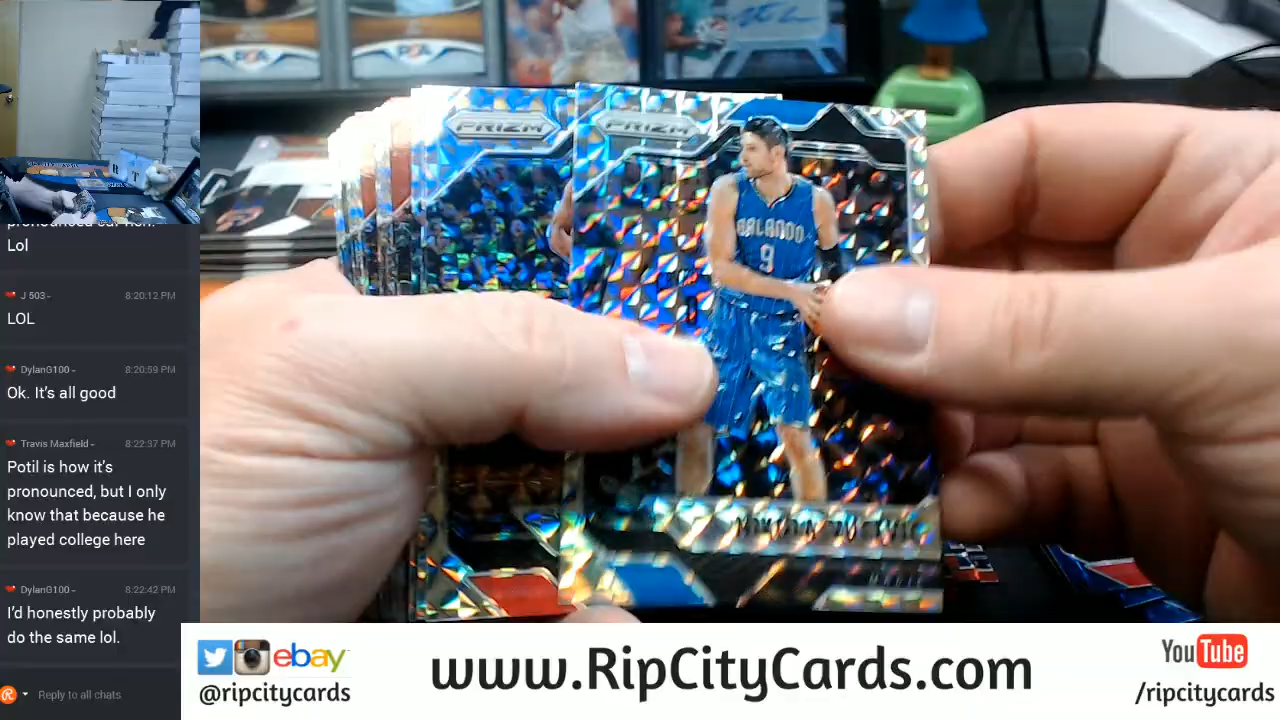 pronounced
Lol
J 503 -
8:20:12 PM
LOL
DylanG100 -
8:20:59 PM
Ok. It's all good
Travis Maxfield -
8:22:37 PM
Potil is how it's
pronounced, but I only
know that because he
played college here
DylanG100 -
8:22:42 PM
I'd honestly probably
do the same lol.
Reply to all chats
PRIZM
PRIZM
ORLANDO
9
ebay
@ripcitycards
www.RipCityCards.com
YouTube
/ripcitycards